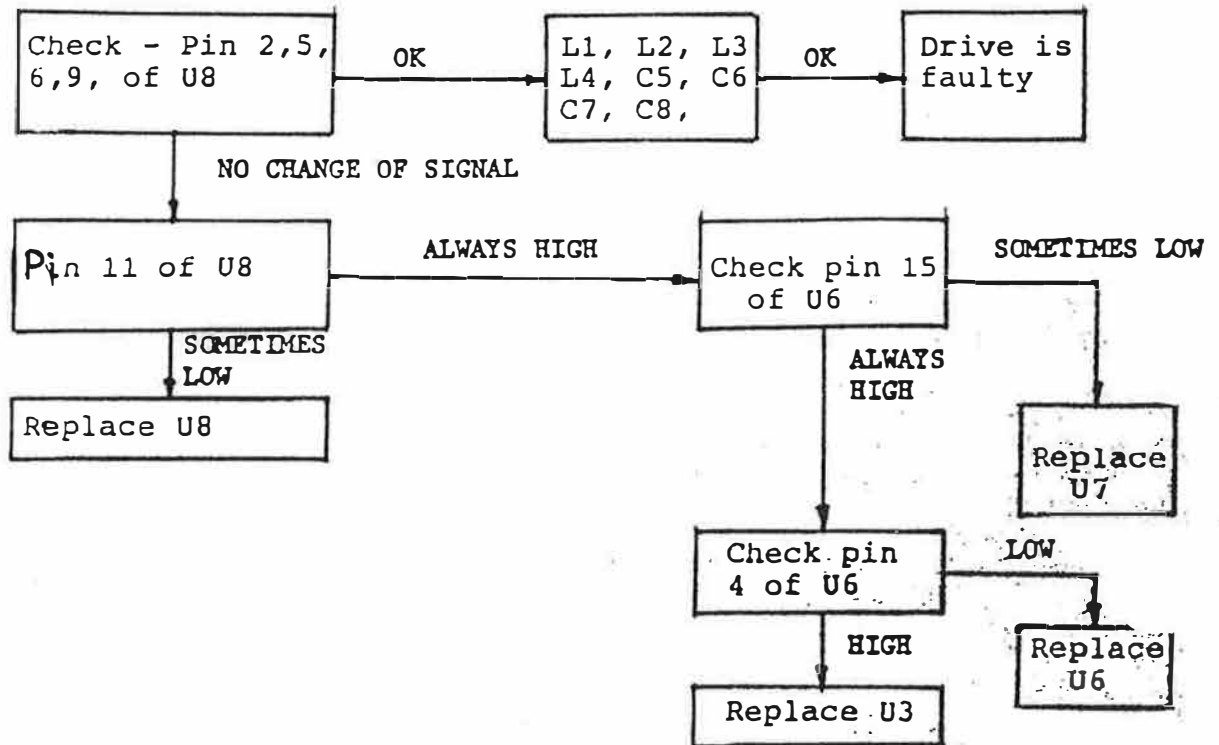 Check - Pin 2,5,
6,9, of U8
OK
L1, L2, L3
L4, C5, C6
C7, C8,
OK
Drive is
faulty
NO CHANGE OF SIGNAL
Pin 11 of U8
ALWAYS HIGH
Check pin 15
of U6
SOMETIMES LOW
SOMETIMES
LOW
Replace U8
ALWAYS
HIGH
Replace
U7
Check pin
4 of U6
LOW
Replace
U6
HIGH
Replace U3